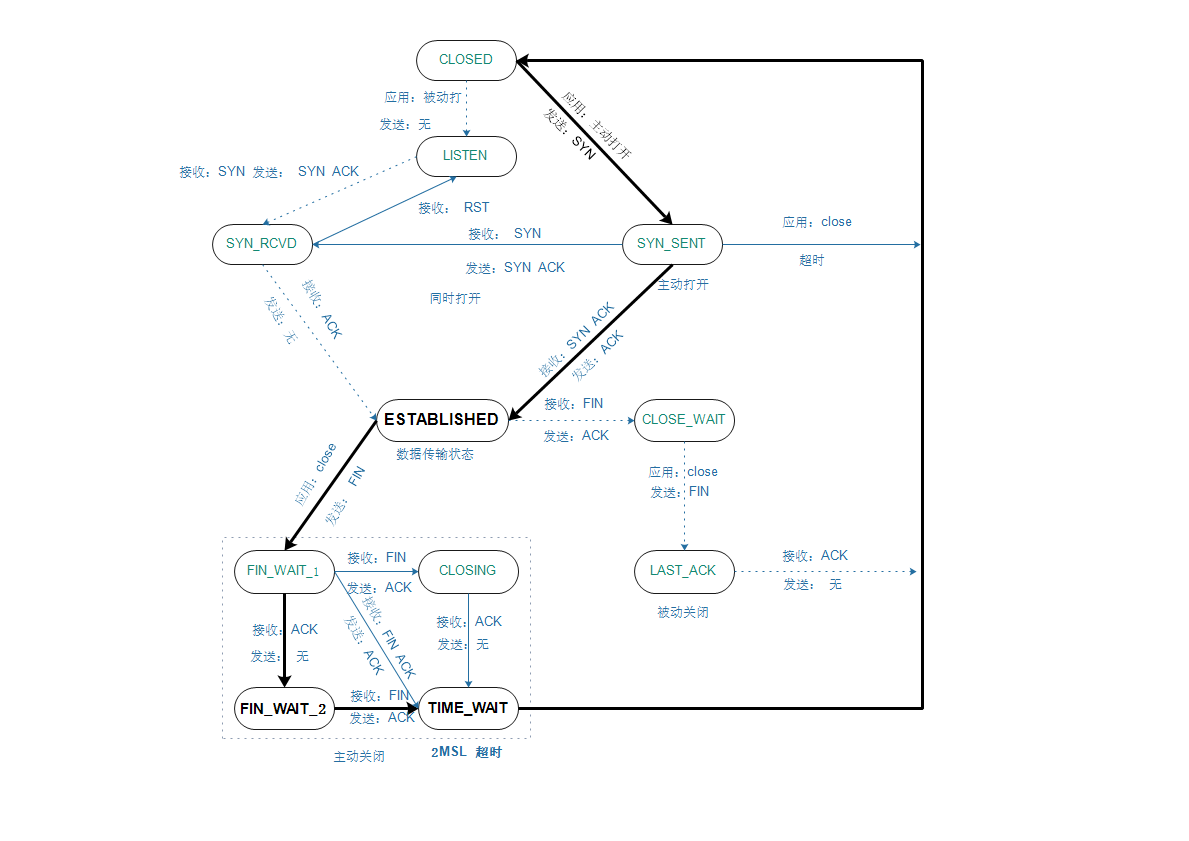 CLOSED
应用：被动打
发送：无
应用：主动打开
发送：SYN
LISTEN
接收：SYN 发送： SYN ACK
接收： RST
SYN_RCVD
接收： SYN
发送：SYN ACK
同时打开
SYN_SENT
主动打开
应用：close
超时
接收：ACK
发送：无
接收：SYN ACK
发送：ACK
ESTABLISHED
数据传输状态
接收：FIN
发送：ACK
CLOSE_WAIT
应用：close
发送：FIN
应用：close
发送： FIN
FIN_WAIT_1
接收：FIN
发送：ACK
CLOSING
LAST_ACK
被动关闭
接收：ACK
发送： 无
接收：ACK
发送： 无
接收：FIN ACK
发送：ACK
接收：ACK
发送：无
FIN_WAIT_2
接收：FIN
发送：ACK
TIME_WAIT
主动关闭
2MSL 超时